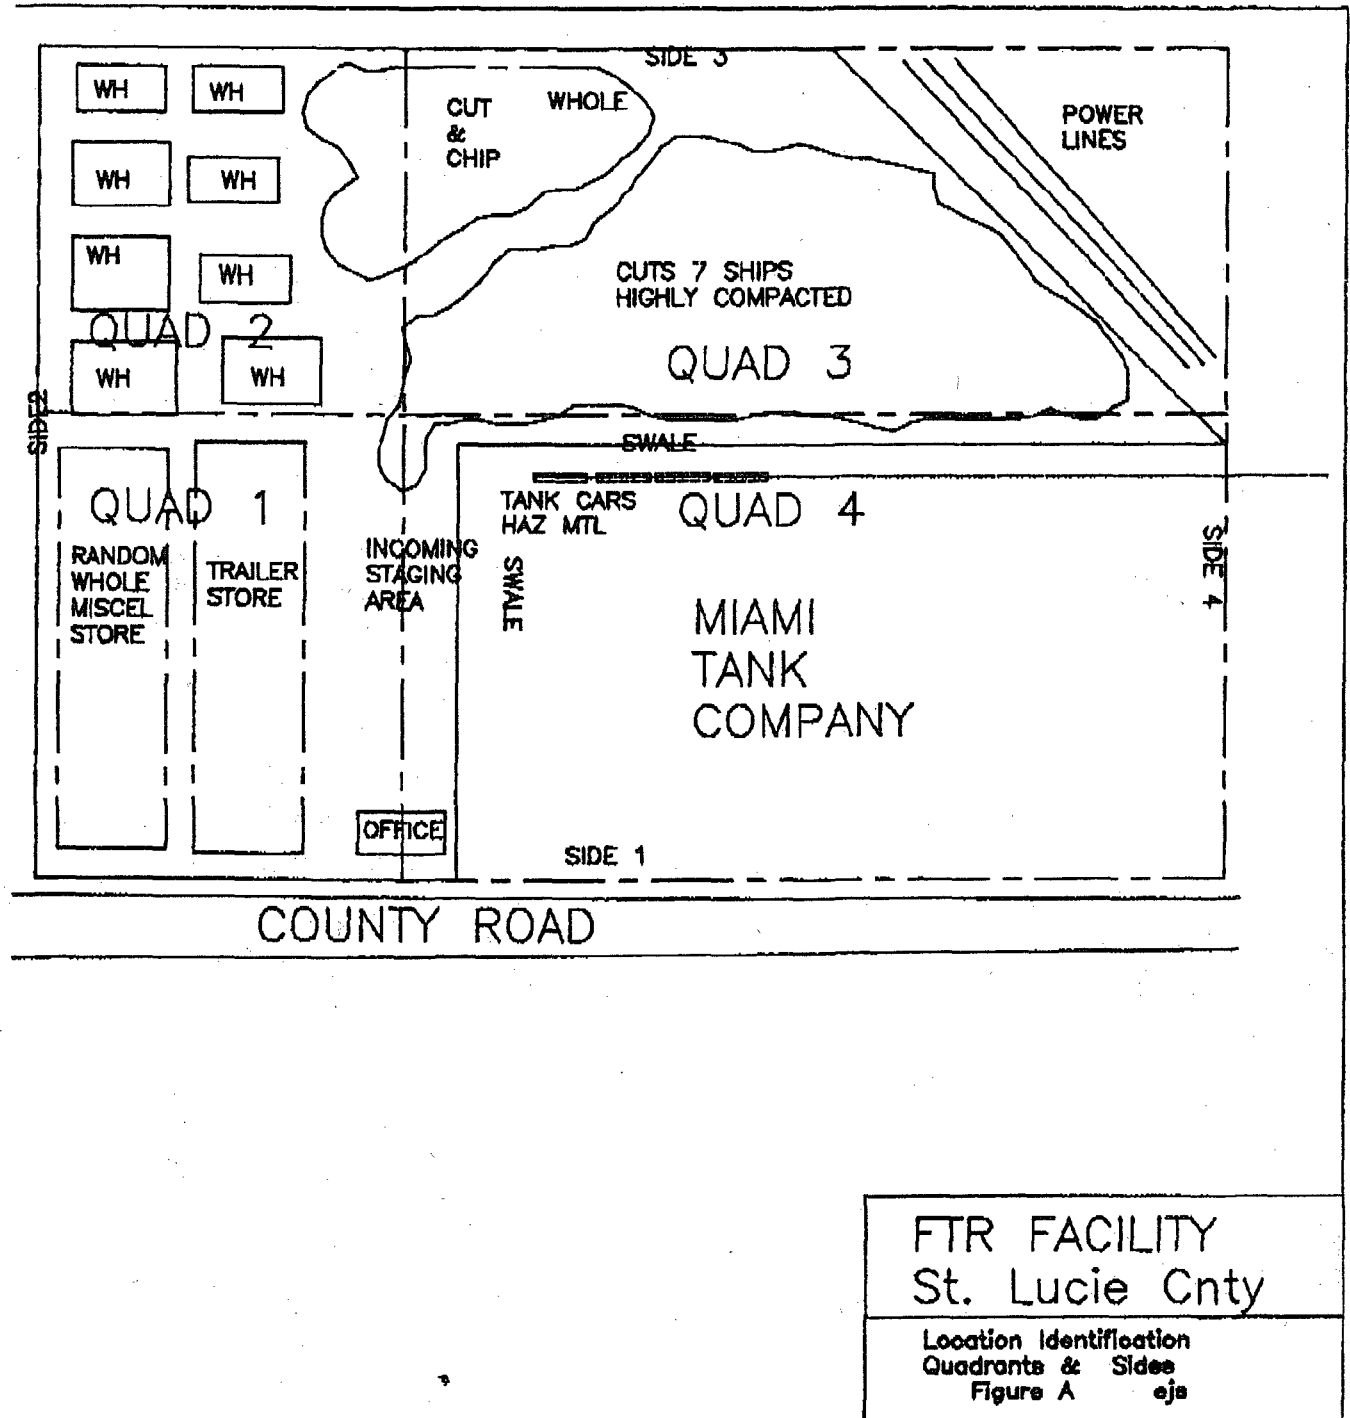 SIDE 3
WH
WH
CUT
&
CHIP
WHOLE
POWER
LINES
WH
WH
WH
WH
CUTS 7 SHIPS
HIGHLY COMPACTED
QUAD 2
QUAD 3
WH
WH
SIDE2
SWALE
QUAD 1
TANK CARS
HAZ MTL
QUAD 4
RANDOM
WHOLE
MISCEL
STORE
TRAILER
STORE
INCOMING
STAGING
AREA
SWALE
SIDE 4
MIAMI
TANK
COMPANY
OFFICE
SIDE 1
COUNTY ROAD
FTR FACILITY
St. Lucie Cnty
Location Identification
Quadrants & Sides
Figure A ejs